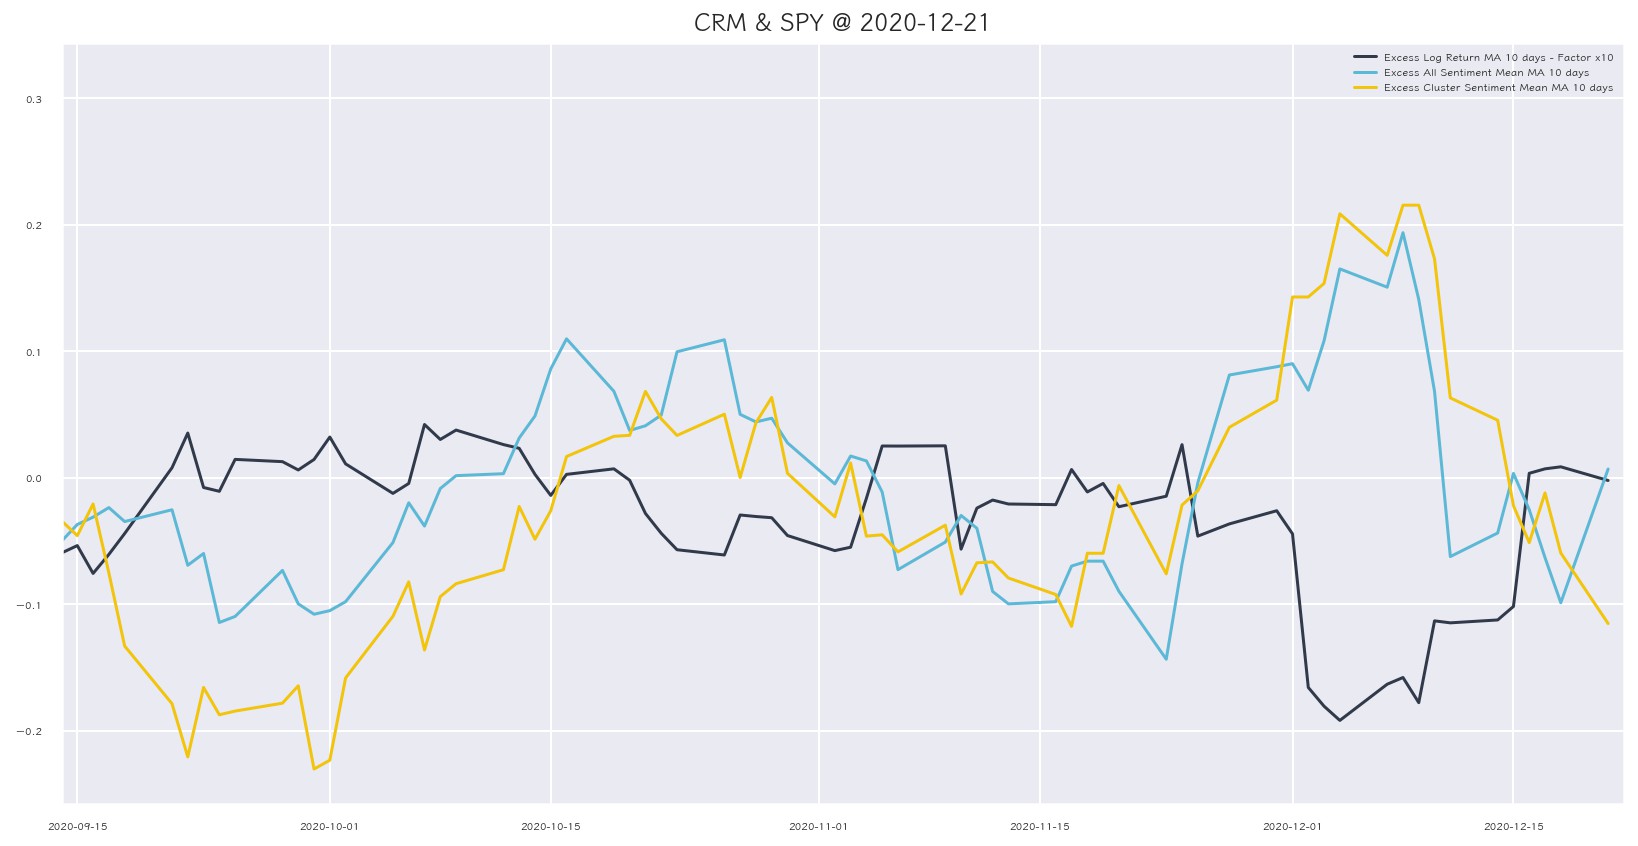 CRM & SPY @ 2020-12-21
Excess Log Return MA 10 days - Factor x10
Excess All Sentiment Mean MA 10 days
Excess Cluster Sentiment Mean MA 10 days
0.3
0.2
0.1
0.0
−0.1
−0.2
2020-09-15 2020-10-01 2020-10-15 2020-11-01 2020-11-15 2020-12-01 2020-12-15